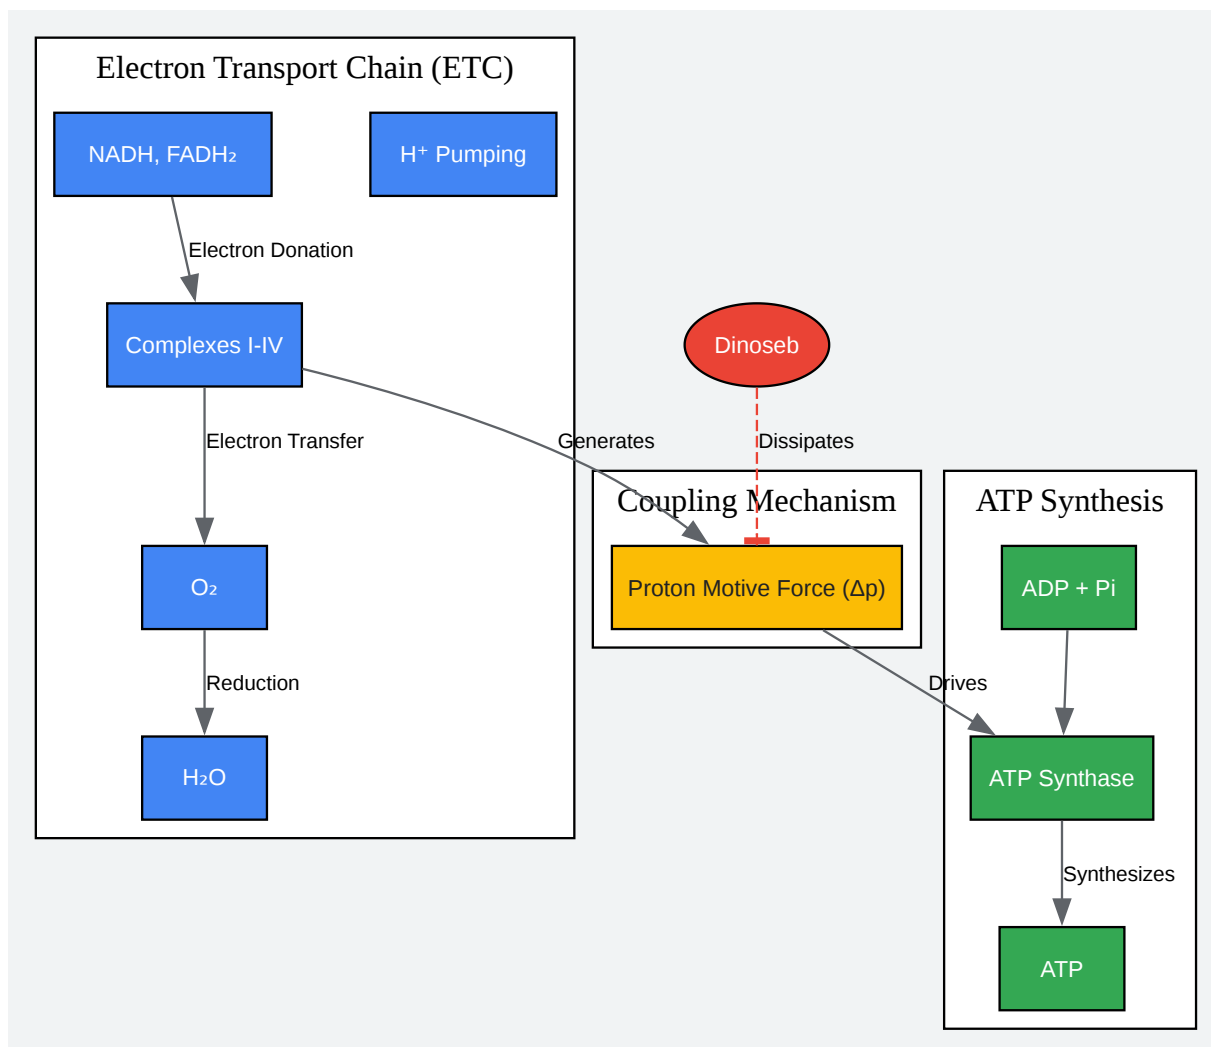 Electron Transport Chain (ETC)
NADH, FADH₂
H⁺ Pumping
Electron Donation
Complexes I-IV
Dinoseb
Electron Transfer
Generates
Dissipates
Coupling Mechanism
ATP Synthesis
O₂
Proton Motive Force (Δp)
ADP + Pi
Reduction
Drives
H₂O
ATP Synthase
Synthesizes
ATP